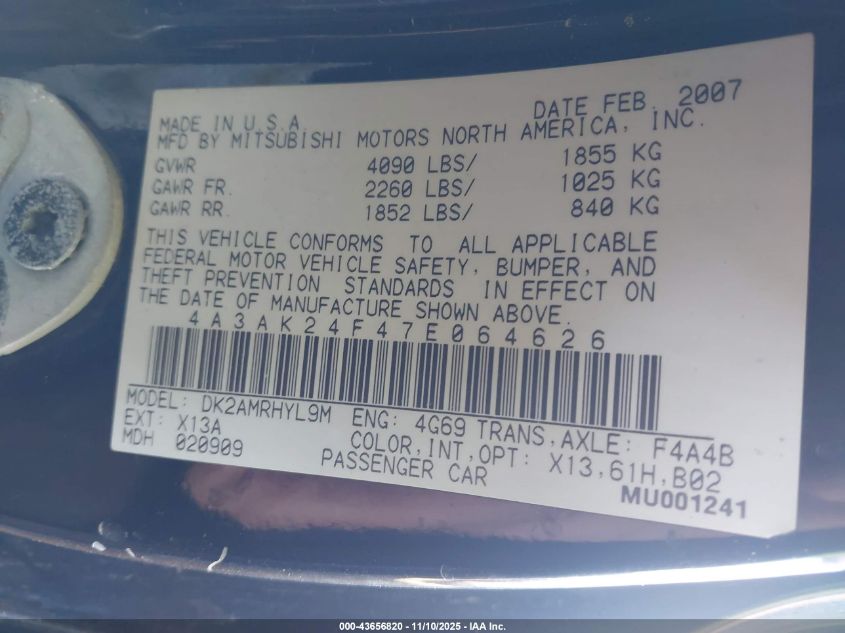 MADE IN U.S.A. DATE FEB. 2007
MFD BY MITSUBISHI MOTORS NORTH AMERICA, INC.
GVWR 4090 LBS/ 1855 KG
GAWR FR. 2260 LBS/ 1025 KG
GAWR RR. 1852 LBS/ 840 KG
THIS VEHICLE CONFORMS TO ALL APPLICABLE
FEDERAL MOTOR VEHICLE SAFETY, BUMPER, AND
THEFT PREVENTION STANDARDS IN EFFECT ON
THE DATE OF MANUFACTURE SHOWN ABOVE.
4A3AK24F47E064626
MODEL: DK2AMRHYL9M ENG: 4G69 TRANS,AXLE: F4A4B
EXT: X13A COLOR,INT,OPT: X13,61H,B02
MDH 020909 PASSENGER CAR
MU001241
000-43656820 - 11/10/2025 - IAA Inc.